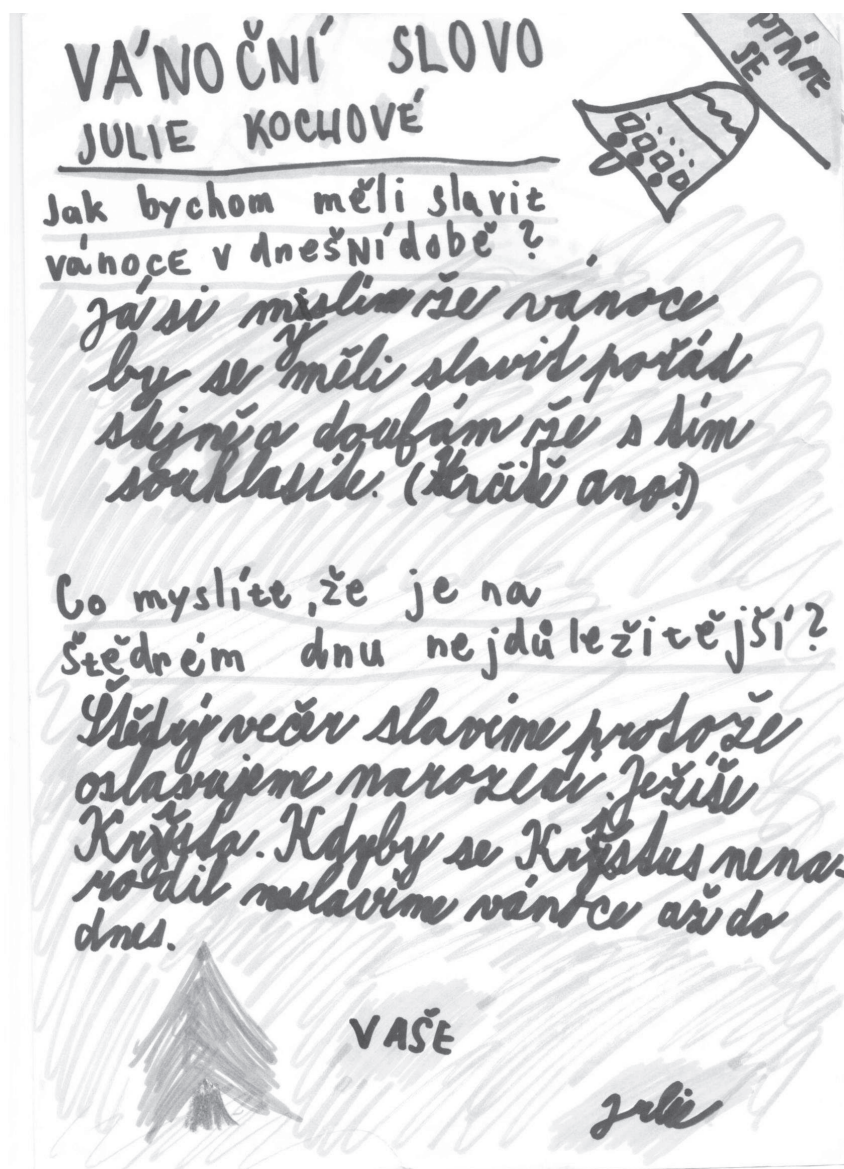 VÁNOČNÍ SLOVO
JULIE KOCHOVÉ
PTÁME
SE
Jak bychom měli slavit
vánoce v dnešní době?
Já si myslim že vánoce
by se měli slavit pořád
stejně a doufám že s tím
souhlasíte. (Určitě ano!)
Co myslíte, že je na
štědrém dnu nejdůležitější?
Štědrý večer slavíme protože
oslavujeme narození Ježíše
Krista. Kdyby se Kristus nena-
rodil neslavíme vánoce až do
dnes.
VAŠE
Julie